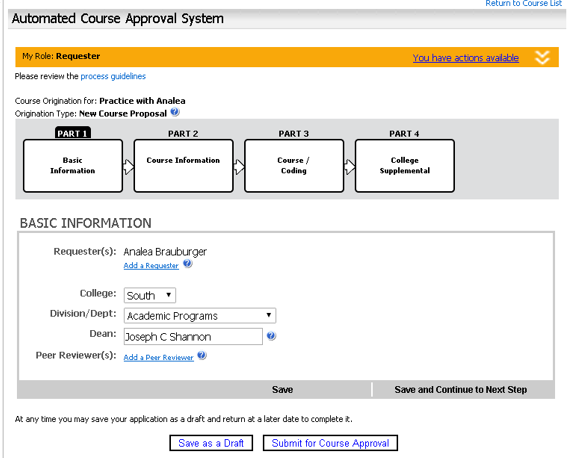 Return to Course List
Automated Course Approval System
My Role: Requester
You have actions available
Please review the process guidelines
Course Origination for: Practice with Analea
Origination Type: New Course Proposal ?
PART 1 PART 2 PART 3 PART 4
Basic Information
Course Information
Course / Coding
College Supplemental
BASIC INFORMATION
Requester(s): Analea Brauburger
Add a Requester ?
College: South
Division/Dept: Academic Programs
Dean: Joseph C Shannon ?
Peer Reviewer(s): Add a Peer Reviewer ?
Save Save and Continue to Next Step
At any time you may save your application as a draft and return at a later date to complete it.
Save as a Draft Submit for Course Approval